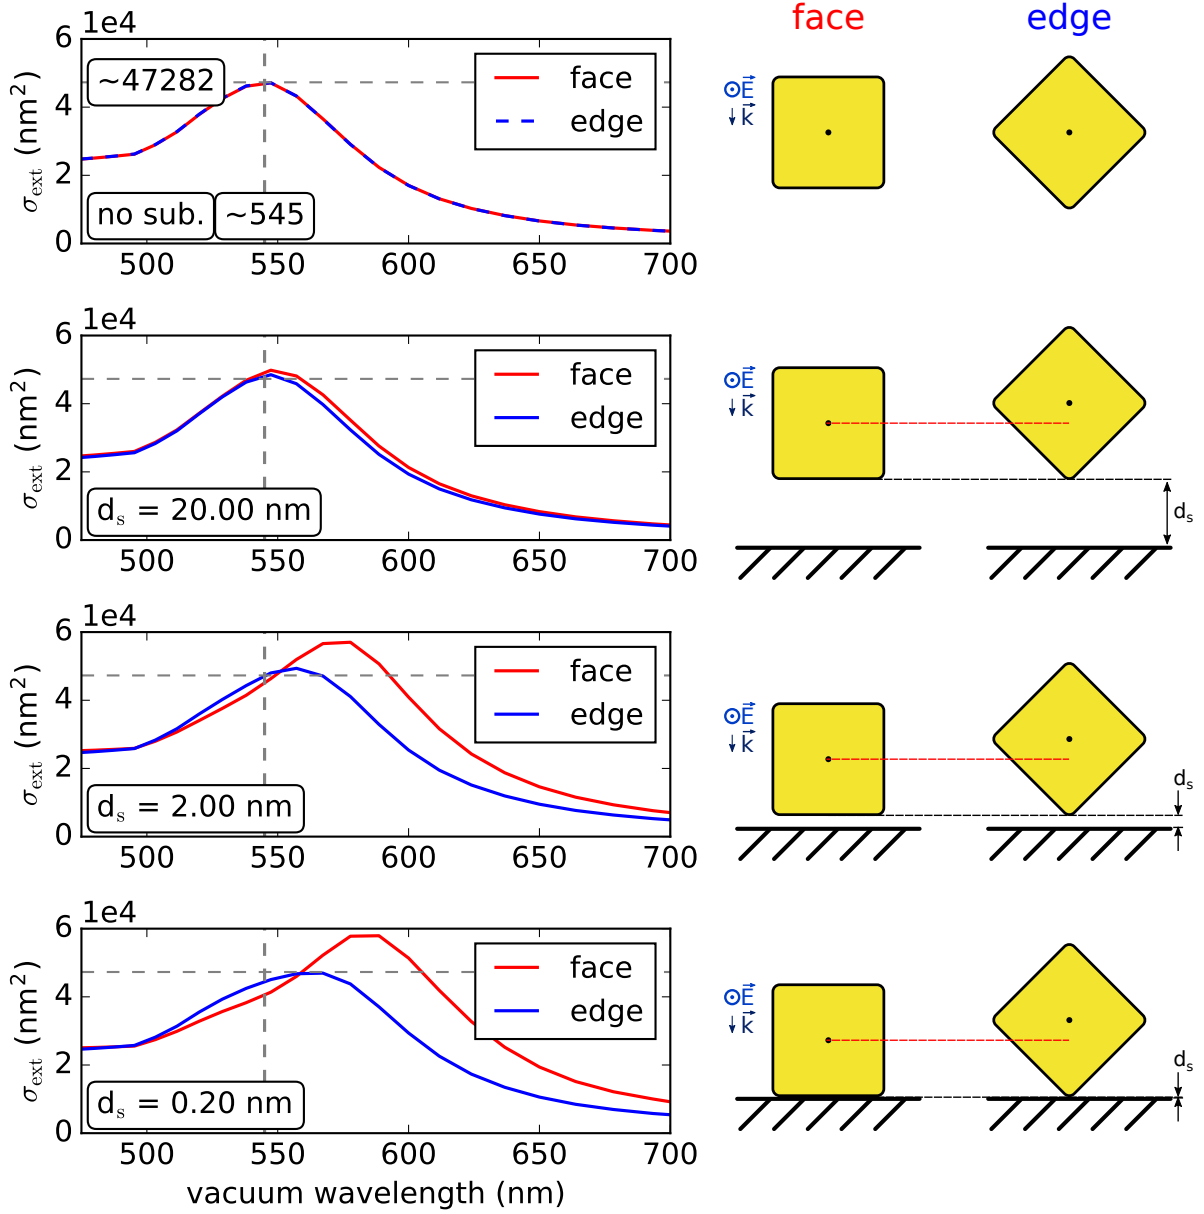 face edge
1e4
σext (nm²)
6
4
2
0
~47282
no sub. ~545
face
edge
500 550 600 650 700
⊙E⃗
↓k⃗
1e4
σext (nm²)
6
4
2
0
ds = 20.00 nm
face
edge
500 550 600 650 700
⊙E⃗
↓k⃗
ds
1e4
σext (nm²)
6
4
2
0
ds = 2.00 nm
face
edge
500 550 600 650 700
⊙E⃗
↓k⃗
ds
1e4
σext (nm²)
6
4
2
0
ds = 0.20 nm
face
edge
500 550 600 650 700
vacuum wavelength (nm)
⊙E⃗
↓k⃗
ds